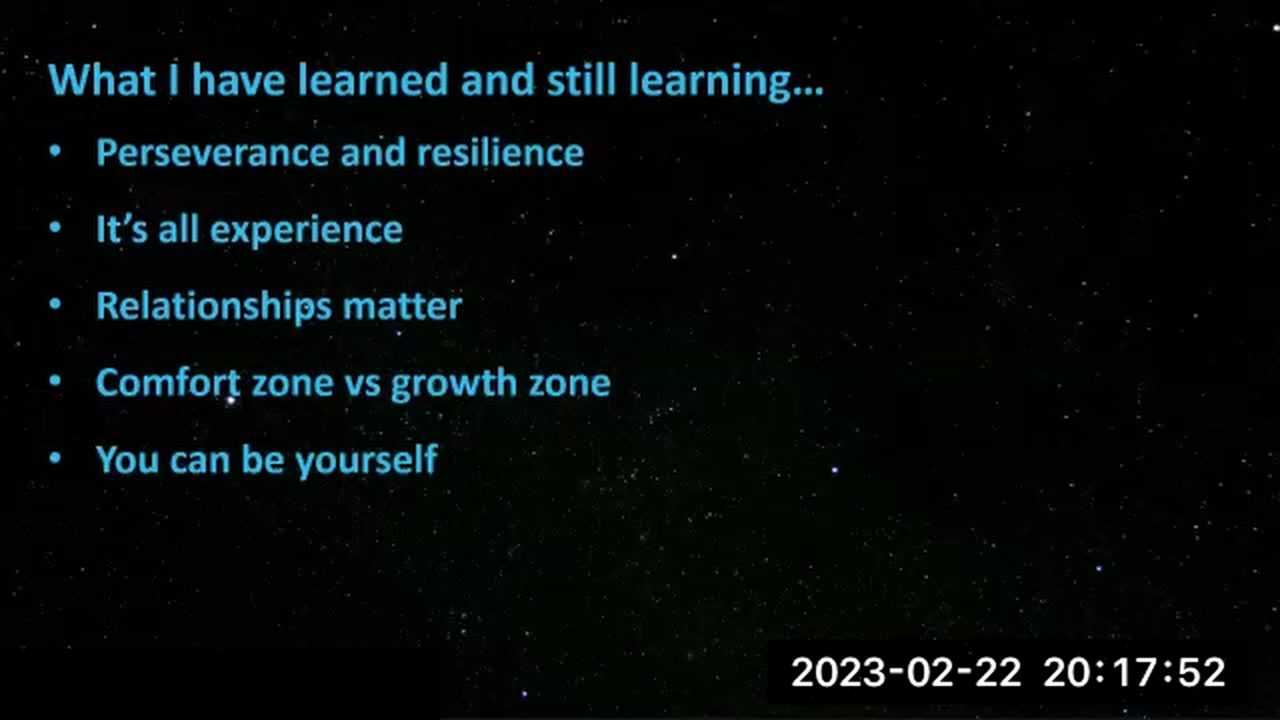 What I have learned and still learning...
• Perseverance and resilience
• It’s all experience
• Relationships matter
• Comfort zone vs growth zone
• You can be yourself
2023-02-22 20:17:52